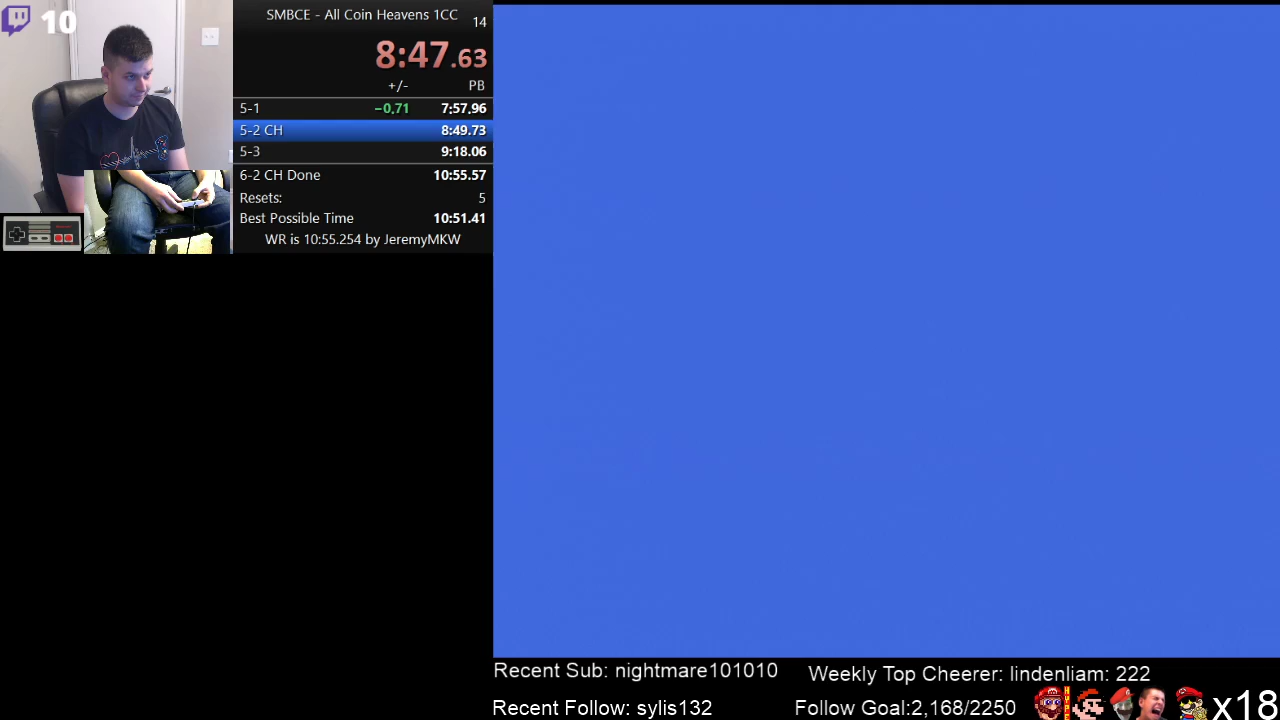 10
SMBCE - All Coin Heavens 1CC
14
8:47.63
+/- PB
5-1 −0.71 7:57.96
5-2 CH 8:49.73
5-3 9:18.06
6-2 CH Done 10:55.57
Resets: 5
Best Possible Time 10:51.41
WR is 10:55.254 by JeremyMKW
Recent Sub: nightmare101010
Weekly Top Cheerer: lindenliam: 222
Recent Follow: sylis132
Follow Goal:2,168/2250
x18